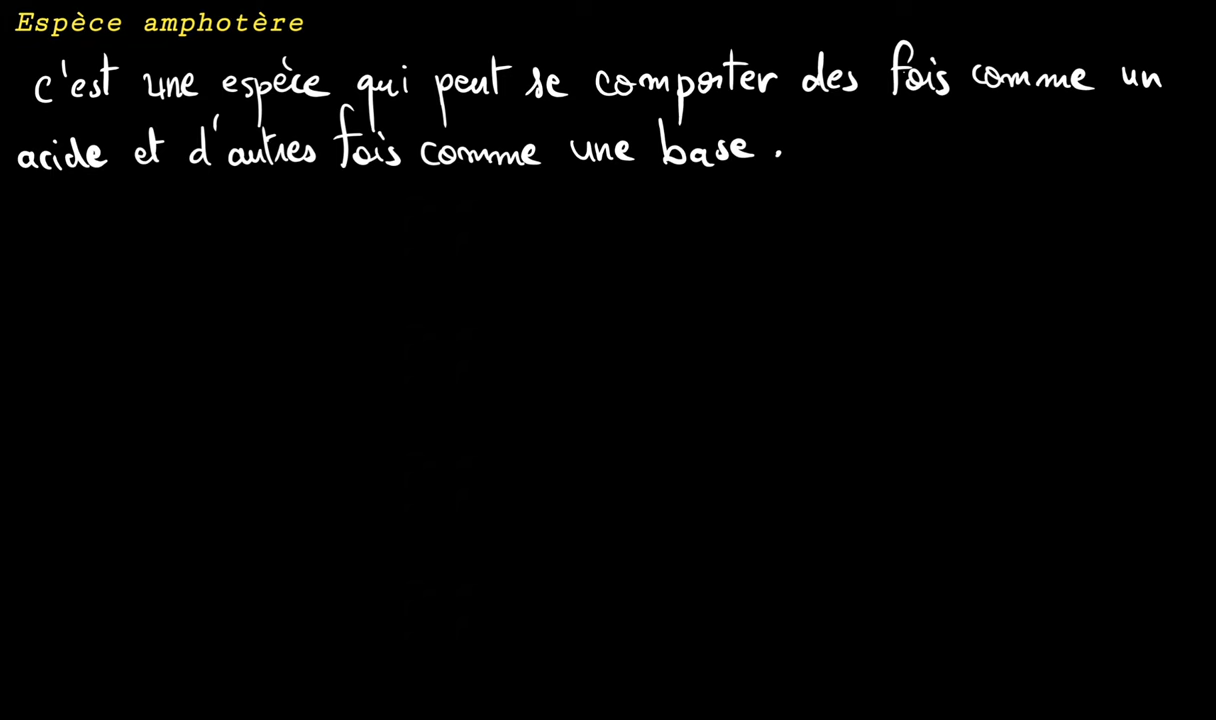 Espèce amphotère
c'est une espèce qui peut se comporter des fois comme un
acide et d'autres fois comme une base.